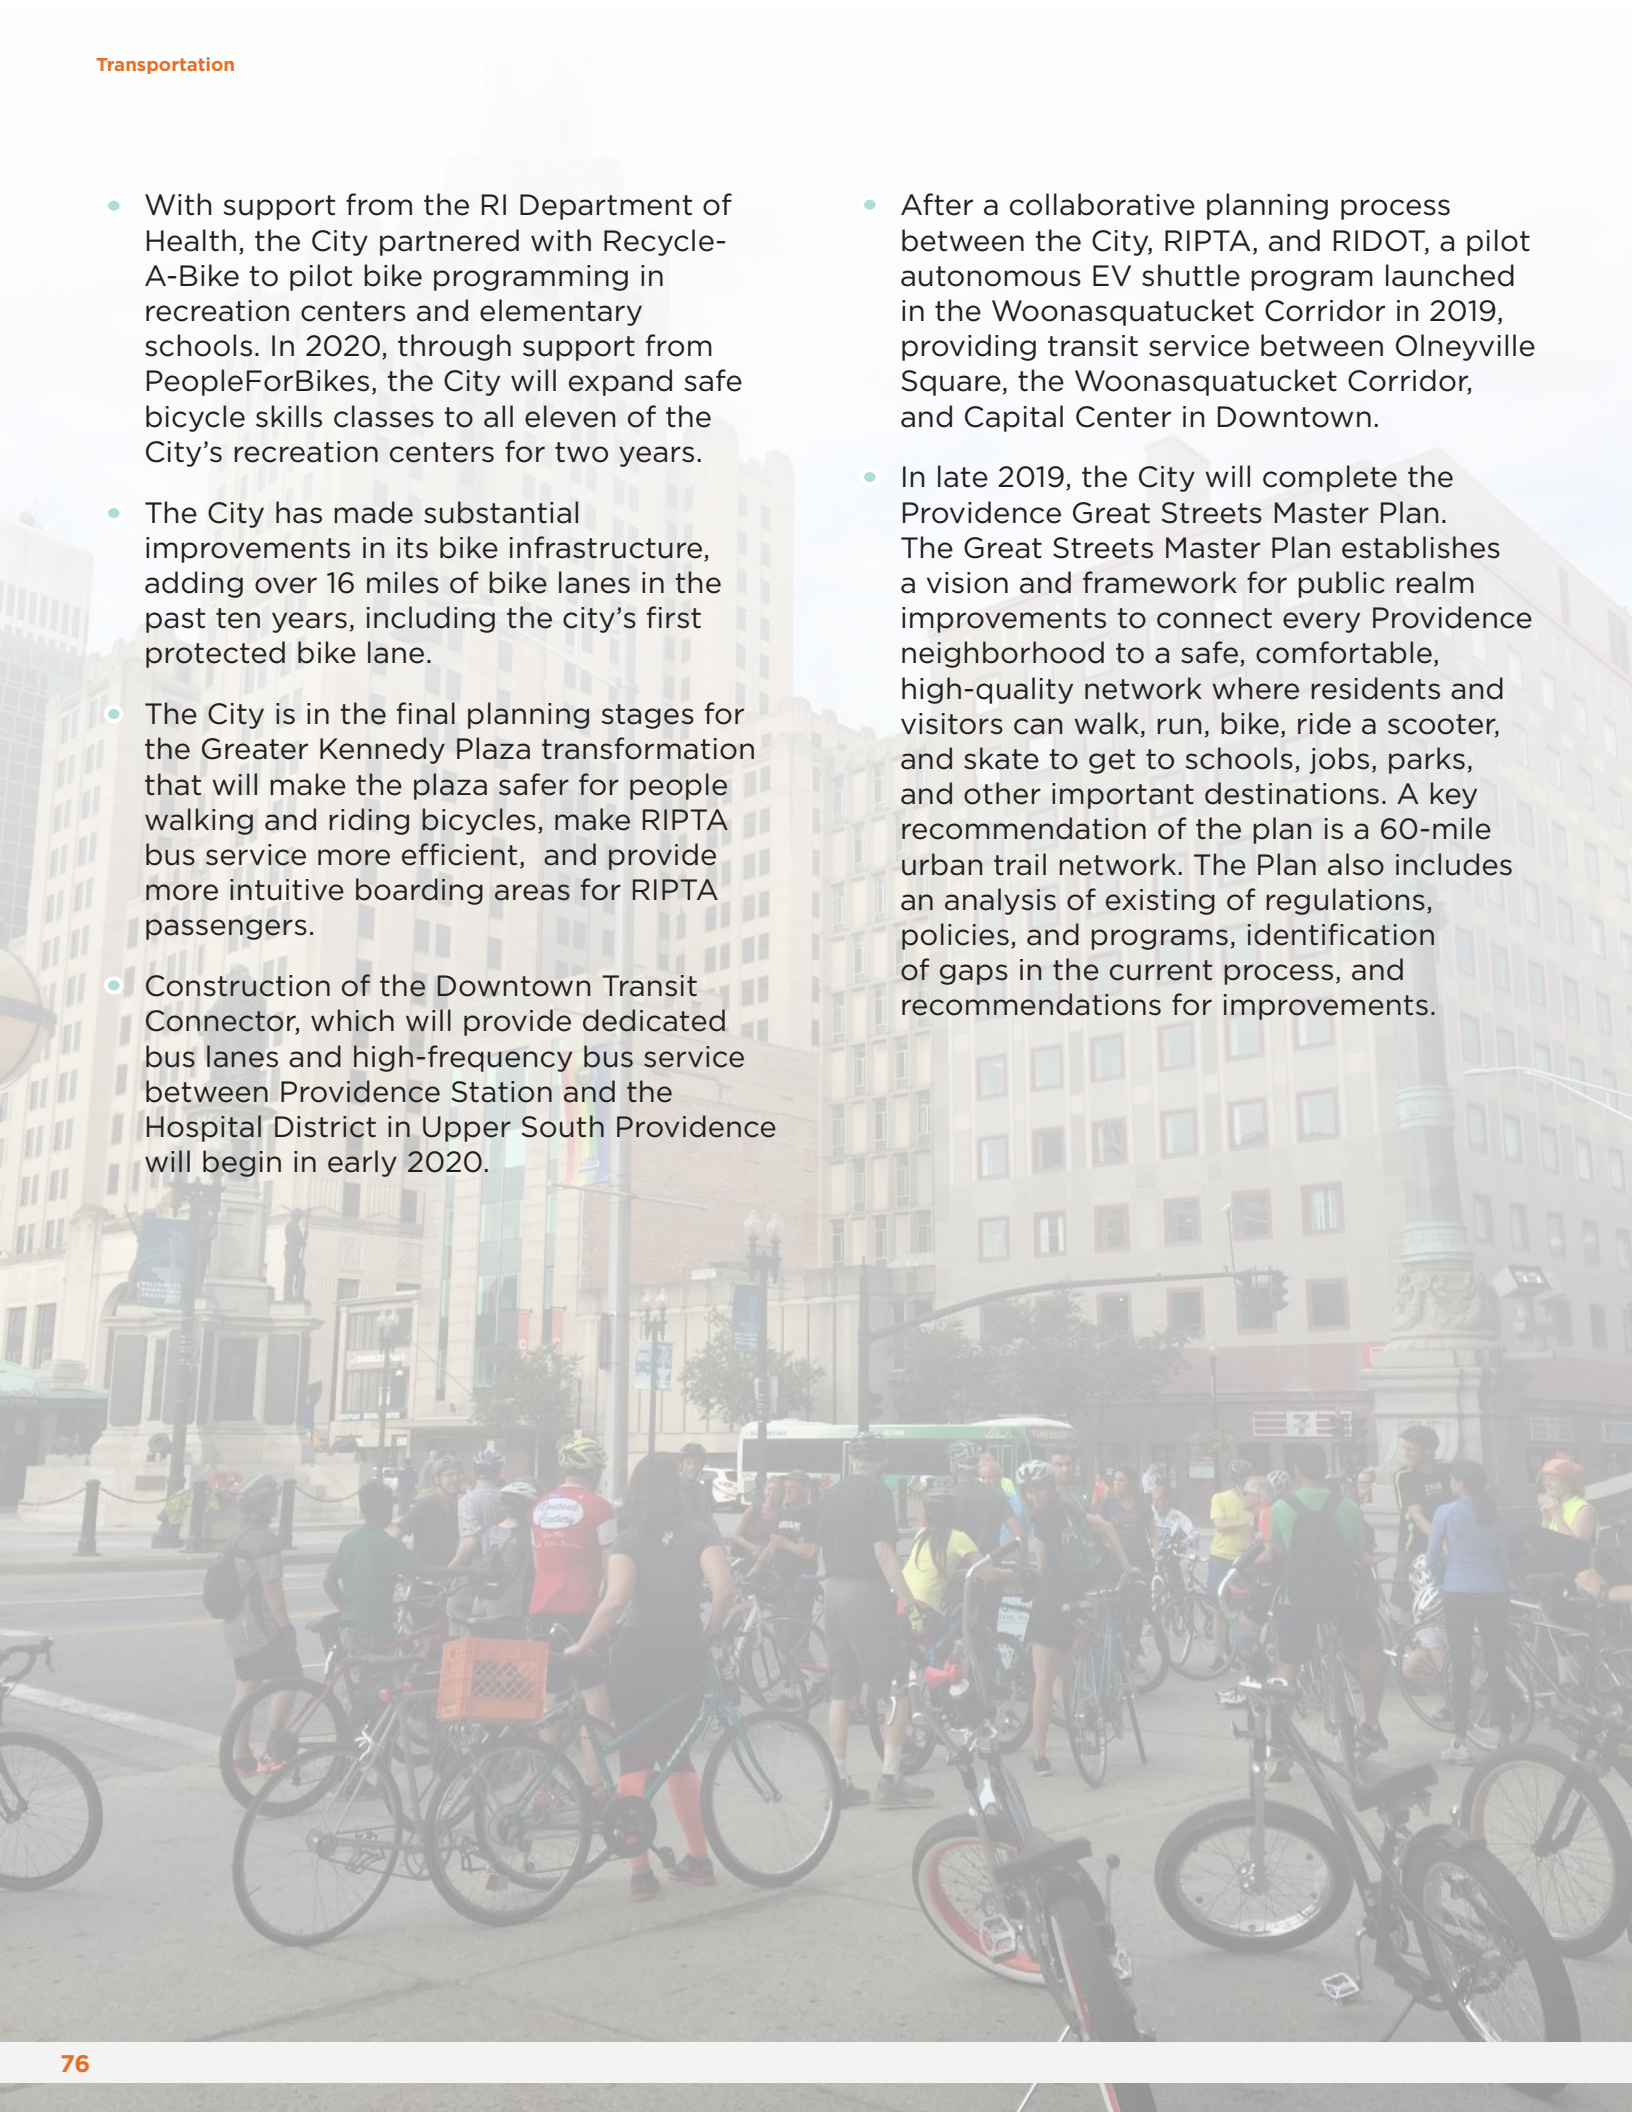 Transportation
With support from the RI Department of
Health, the City partnered with Recycle-
A-Bike to pilot bike programming in
recreation centers and elementary
schools. In 2020, through support from
PeopleForBikes, the City will expand safe
bicycle skills classes to all eleven of the
City’s recreation centers for two years.
The City has made substantial
improvements in its bike infrastructure,
adding over 16 miles of bike lanes in the
past ten years, including the city’s first
protected bike lane.
The City is in the final planning stages for
the Greater Kennedy Plaza transformation
that will make the plaza safer for people
walking and riding bicycles, make RIPTA
bus service more efficient,  and provide
more intuitive boarding areas for RIPTA
passengers.
Construction of the Downtown Transit
Connector, which will provide dedicated
bus lanes and high-frequency bus service
between Providence Station and the
Hospital District in Upper South Providence
will begin in early 2020.
After a collaborative planning process
between the City, RIPTA, and RIDOT, a pilot
autonomous EV shuttle program launched
in the Woonasquatucket Corridor in 2019,
providing transit service between Olneyville
Square, the Woonasquatucket Corridor,
and Capital Center in Downtown.
In late 2019, the City will complete the
Providence Great Streets Master Plan.
The Great Streets Master Plan establishes
a vision and framework for public realm
improvements to connect every Providence
neighborhood to a safe, comfortable,
high-quality network where residents and
visitors can walk, run, bike, ride a scooter,
and skate to get to schools, jobs, parks,
and other important destinations. A key
recommendation of the plan is a 60-mile
urban trail network. The Plan also includes
an analysis of existing of regulations,
policies, and programs, identification
of gaps in the current process, and
recommendations for improvements.
76